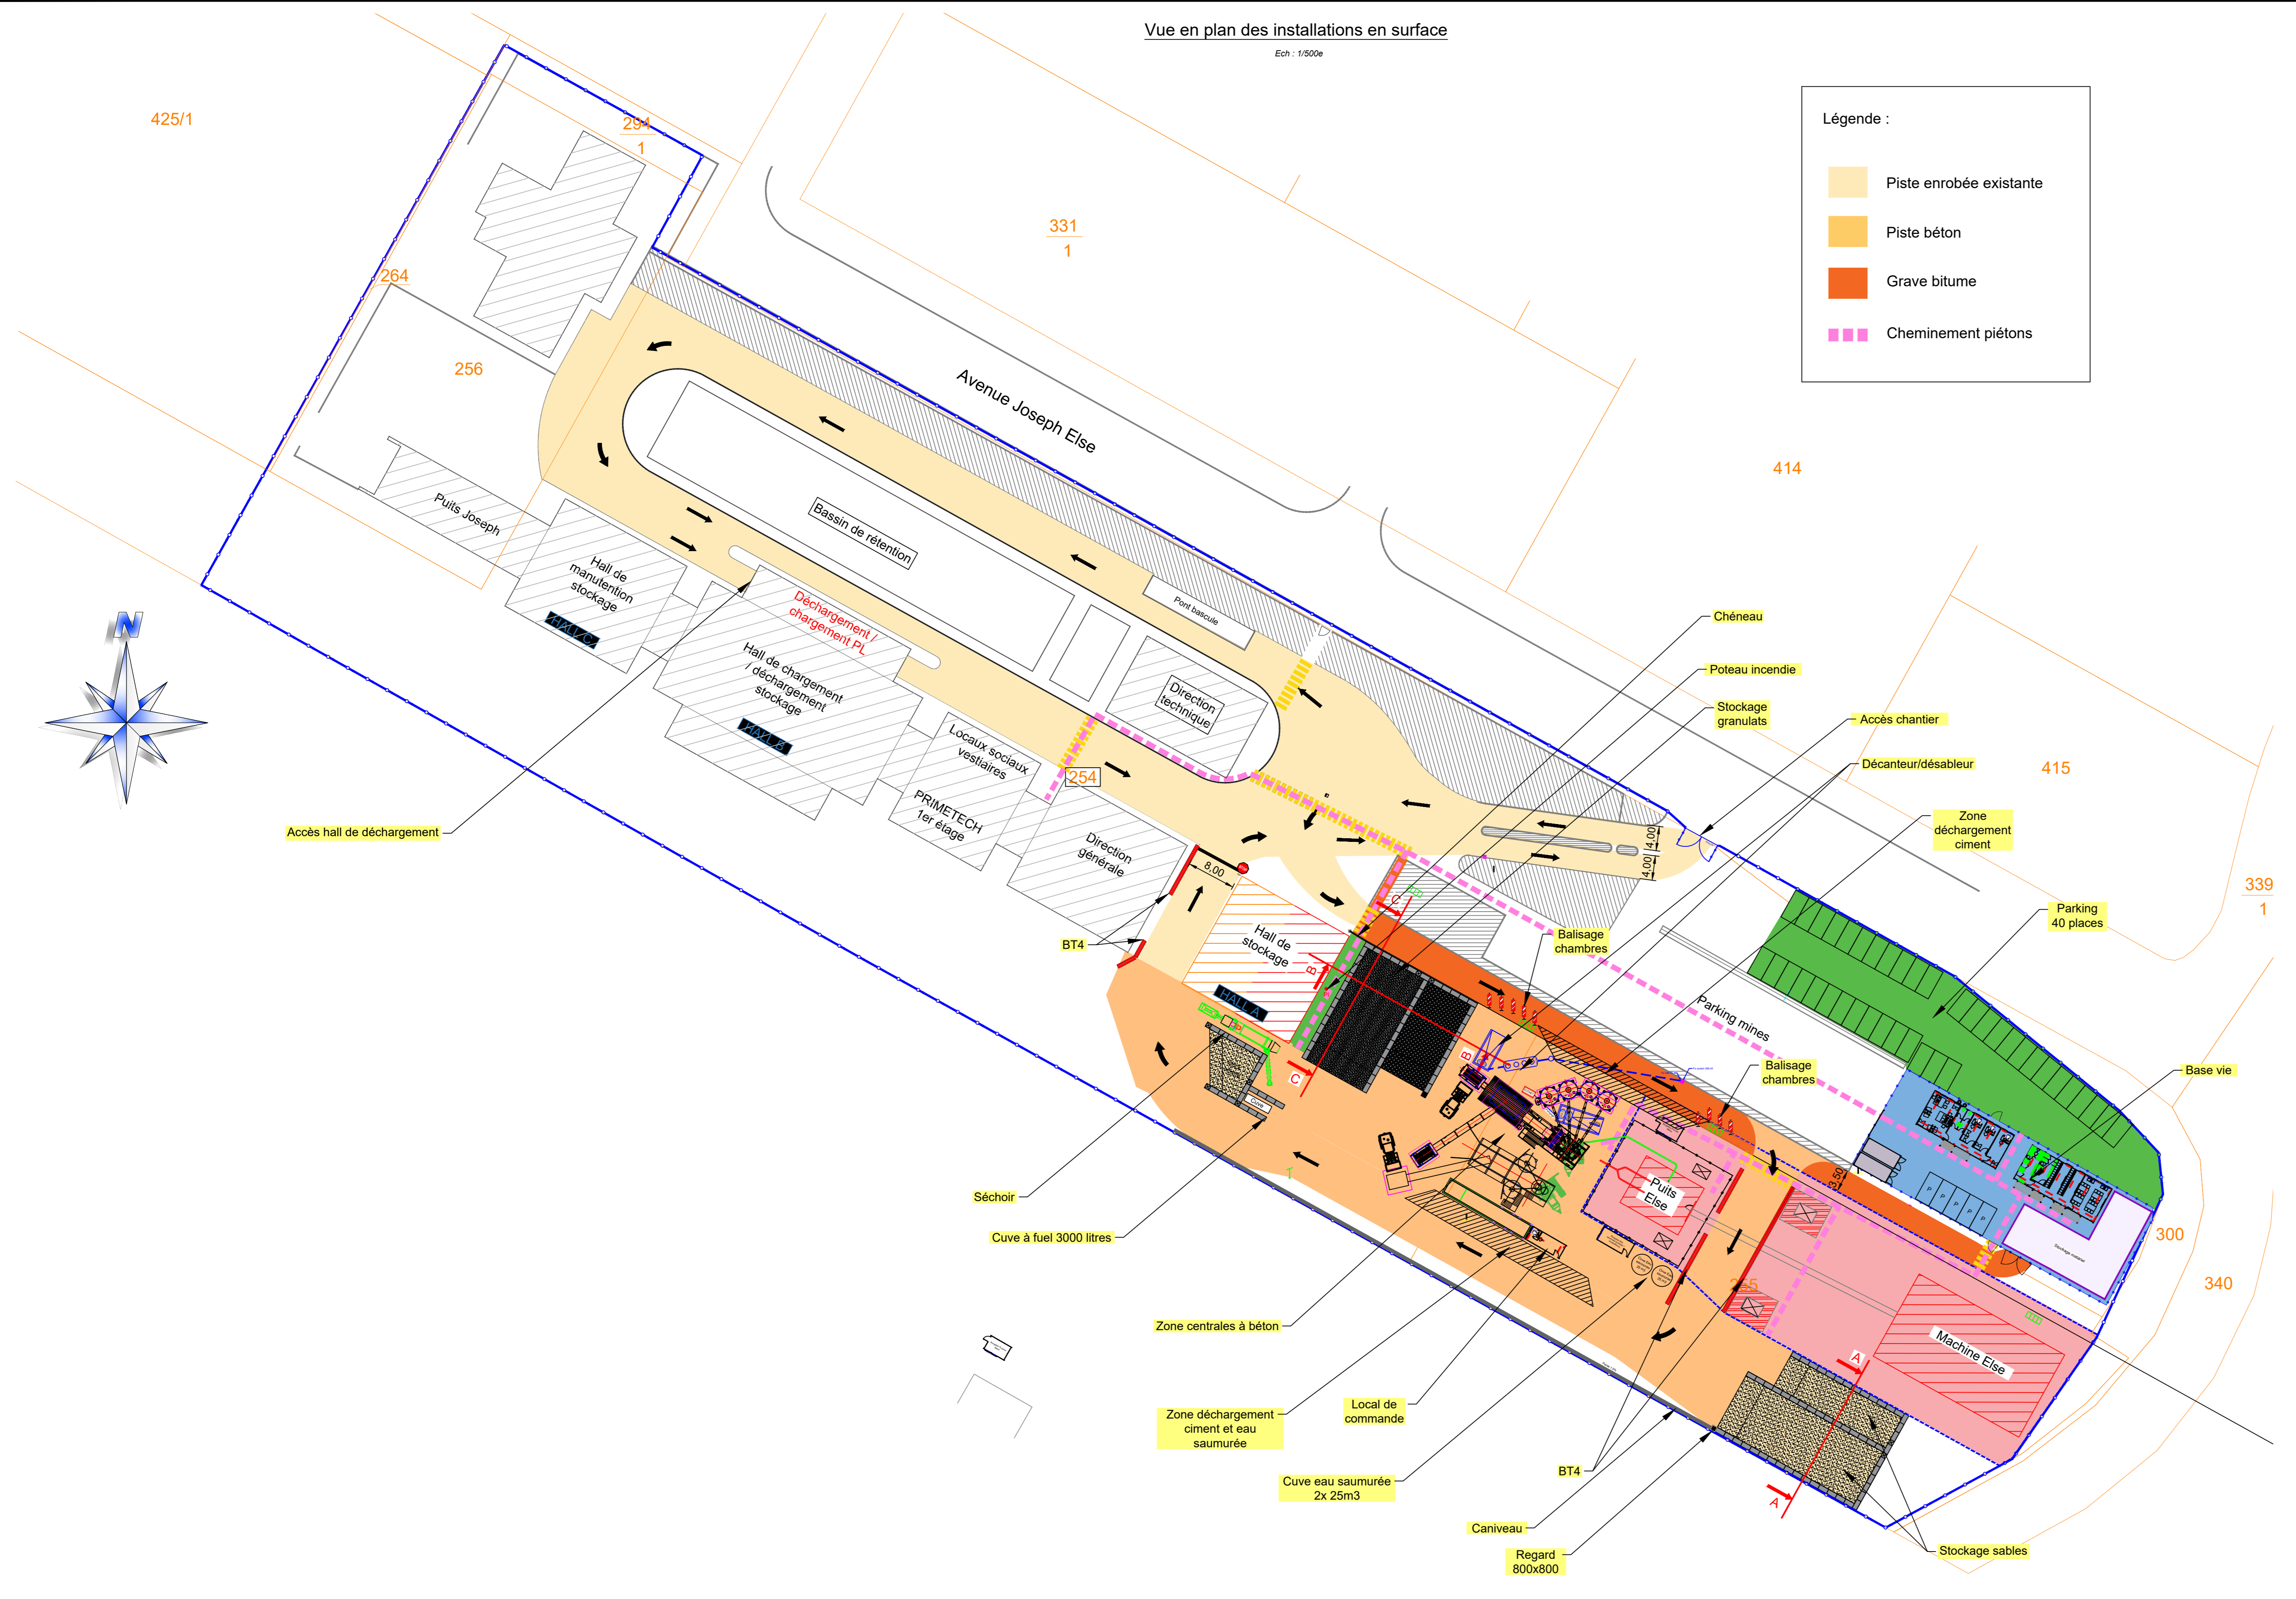 Vue en plan des installations en surface
Ech : 1/500e
Légende :
Piste enrobée existante
Piste béton
Grave bitume
Cheminement piétons
425/1
294
1
331
1
264
256
414
415
339
1
300
340
254
255
N
Avenue Joseph Else
Bassin de rétention
Pont bascule
Puits Joseph
Hall de
manutention
stockage
HALL C
Déchargement /
chargement PL
Hall de chargement
/ déchargement
stockage
HALL B
Direction
technique
Locaux sociaux
vestiaires
PRIMETECH
1er étage
Direction
générale
8,00
4,00
4,00
3,50
Hall de
stockage
HALL A
Accès hall de déchargement
BT4
Chéneau
Poteau incendie
Stockage
granulats
Accès chantier
Décanteur/désableur
Zone
déchargement
ciment
Parking
40 places
Balisage
chambres
Parking mines
Balisage
chambres
Base vie
C
C
B
B
A
A
Puits
Else
Machine Else
Séchoir
Cuve à fuel 3000 litres
Zone centrales à béton
Zone déchargement
ciment et eau
saumurée
Local de
commande
Cuve eau saumurée
2x 25m3
BT4
Caniveau
Regard
800x800
Stockage sables